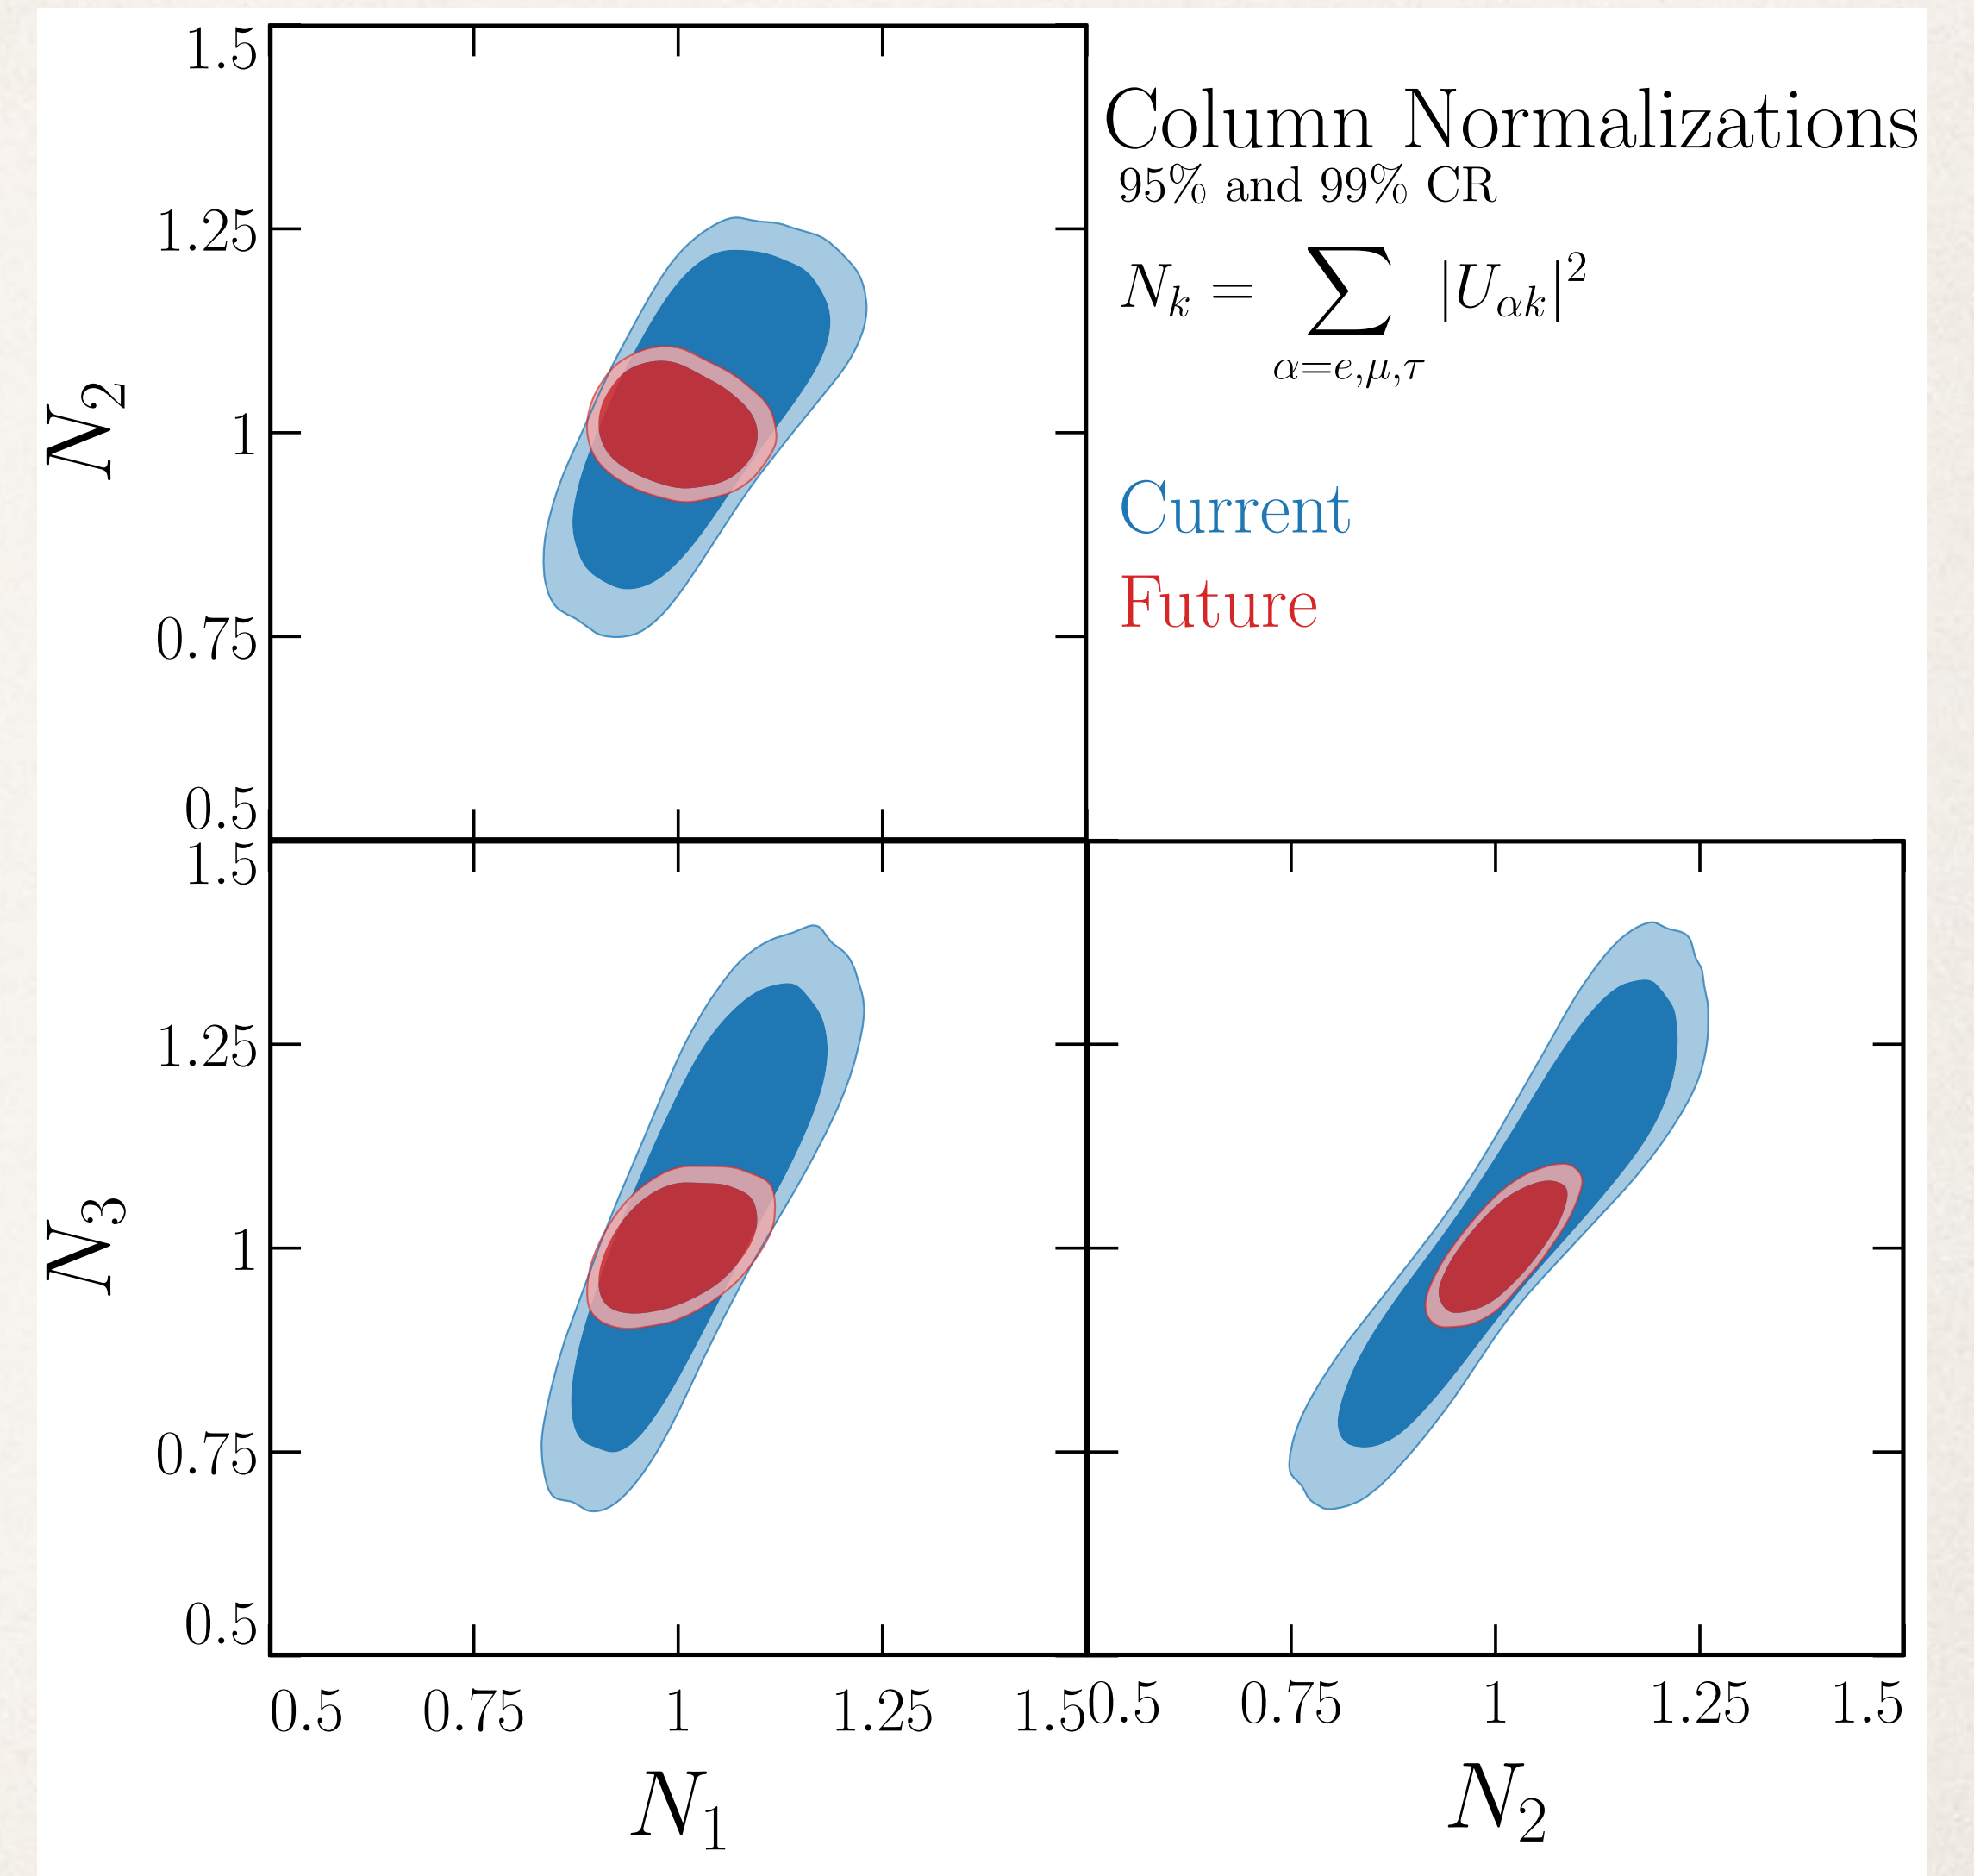 Column Normalizations
95% and 99% CR
N_k = ∑_{α=e,μ,τ} |U_{αk}|^2
Current
Future
N_2
1.5
1.25
1
0.75
0.5
N_3
1.5
1.25
1
0.75
0.5
0.5 0.75 1 1.25 1.5 0.5 0.75 1 1.25 1.5
N_1 N_2